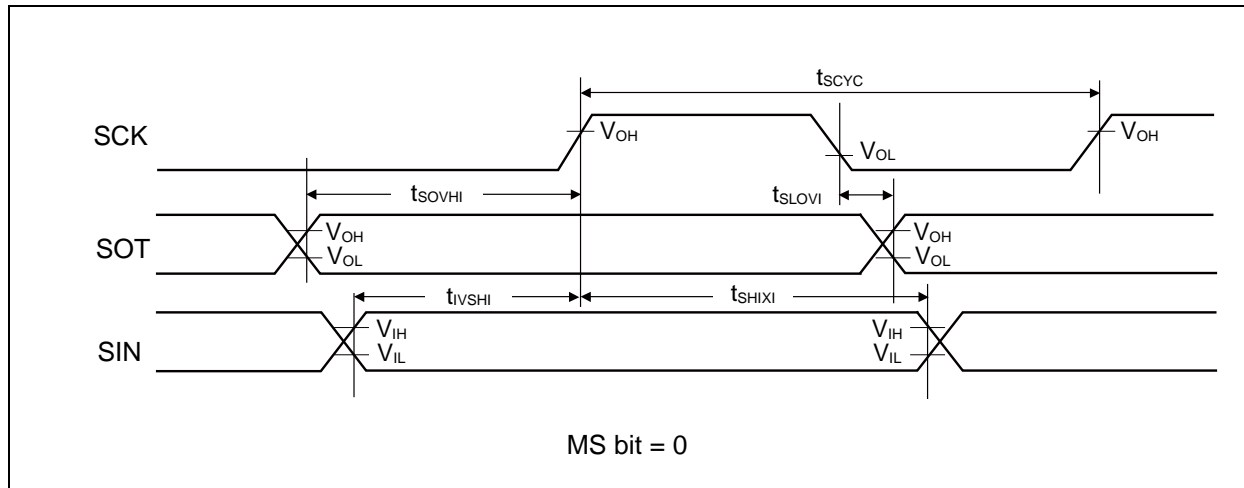 tSCYC
SCK
VOH
VOL
VOH
tSOVHI
tSLOVI
SOT
VOH
VOL
VOH
VOL
tIVSHI
tSHIXI
SIN
VIH
VIL
VIH
VIL
MS bit = 0